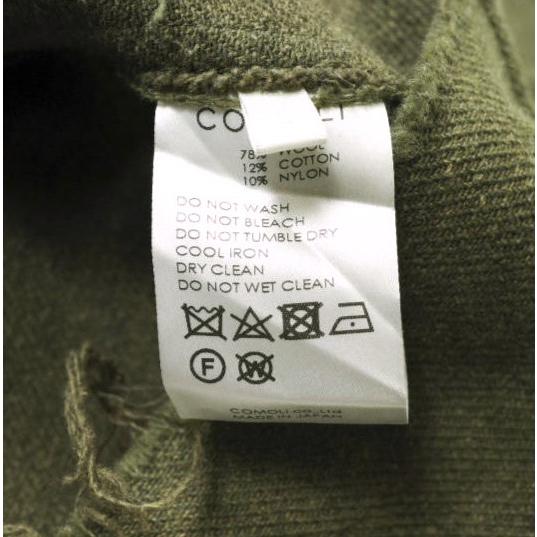 COMOLI
78% WOOL
12% COTTON
10% NYLON
DO NOT WASH
DO NOT BLEACH
DO NOT TUMBLE DRY
COOL IRON
DRY CLEAN
DO NOT WET CLEAN
F W
COMOLI co.,Ltd
MADE IN JAPAN